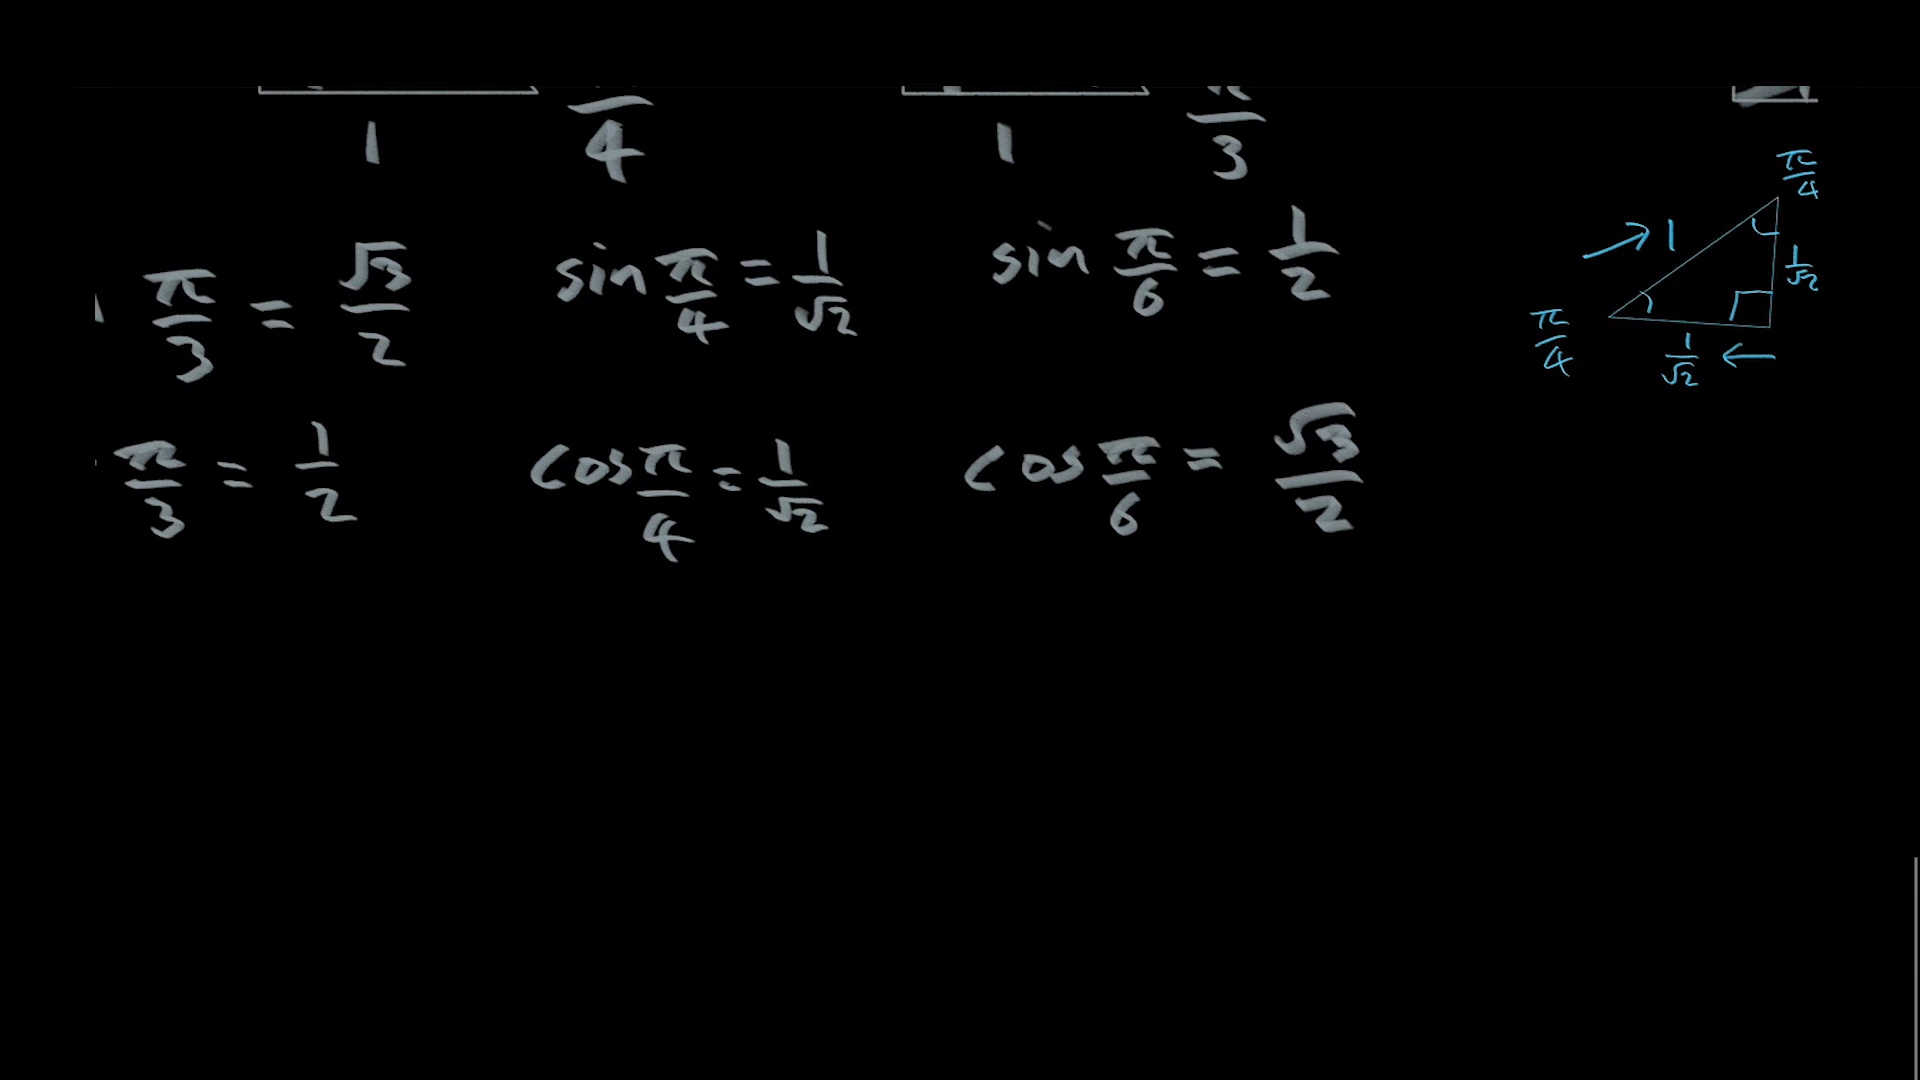 1 4 1 π/3
π/3 = √3/2 sin π/4 = 1/√2 sin π/6 = 1/2
π/3 = 1/2 cos π/4 = 1/√2 cos π/6 = √3/2
π/4
1
1/√2
π/4
1/√2